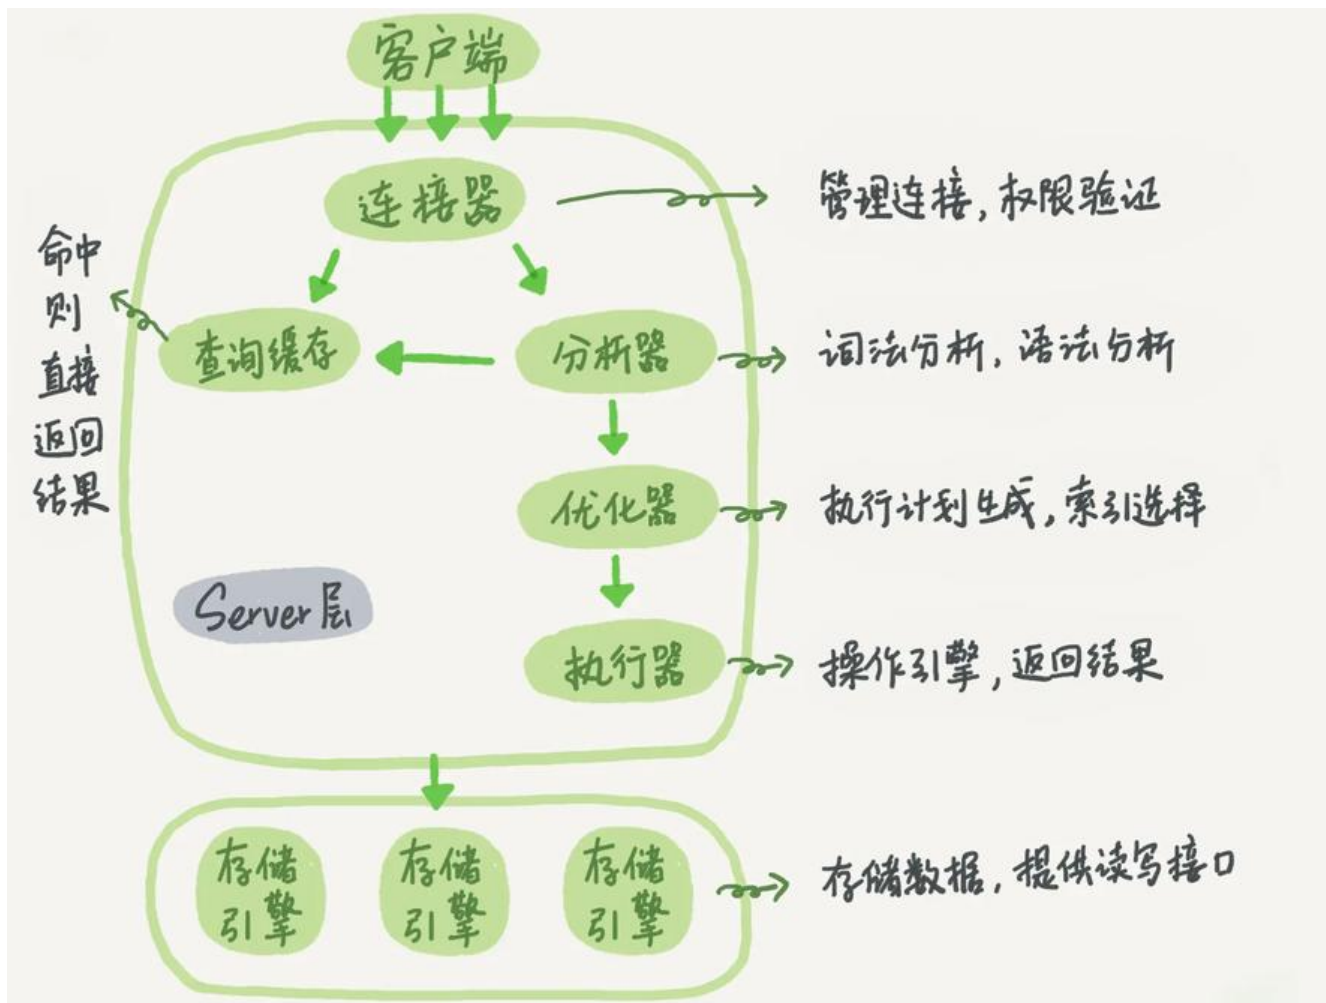 客户端
连接器
管理连接,权限验证
命中
则
直接
返回
结果
查询缓存
分析器
词法分析,语法分析
优化器
执行计划生成,索引选择
Server层
执行器
操作引擎,返回结果
存储
引擎
存储
引擎
存储
引擎
存储数据,提供读写接口